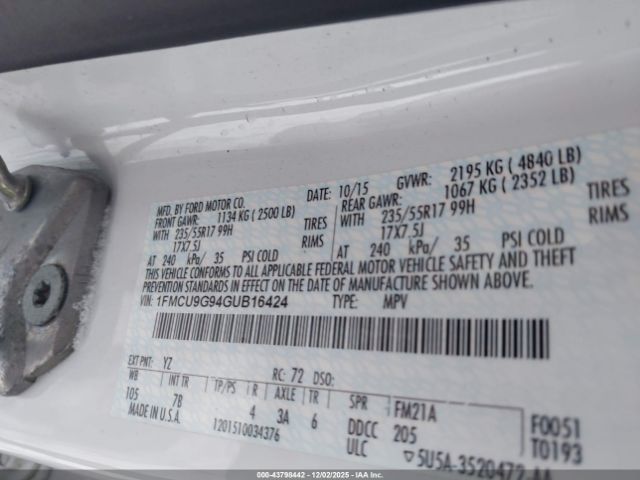 MFD. BY FORD MOTOR CO.
DATE: 10/15 GVWR: 2195 KG ( 4840 LB)
FRONT GAWR: 1134 KG ( 2500 LB)
REAR GAWR: 1067 KG ( 2352 LB)
WITH 235/55R17 99H TIRES
WITH 235/55R17 99H TIRES
17X7.5J RIMS
17X7.5J RIMS
AT 240 kPa/ 35 PSI COLD
AT 240 kPa/ 35 PSI COLD
THIS VEHICLE CONFORMS TO ALL APPLICABLE FEDERAL MOTOR VEHICLE SAFETY AND THEFT
PREVENTION STANDARDS IN EFFECT ON THE DATE OF MANUFACTURE SHOWN ABOVE.
VIN: 1FMCU9G94GUB16424 TYPE: MPV
EXT PNT: YZ RC: 72 DSO:
WB INT TR TP/PS R AXLE TR SPR
105 7B 4 3A 6 FM21A
DDCC 205 F0051
MADE IN U.S.A. 1201510034376 ULC T0193
#43798442 - 12/02/2025 - IAA Inc.